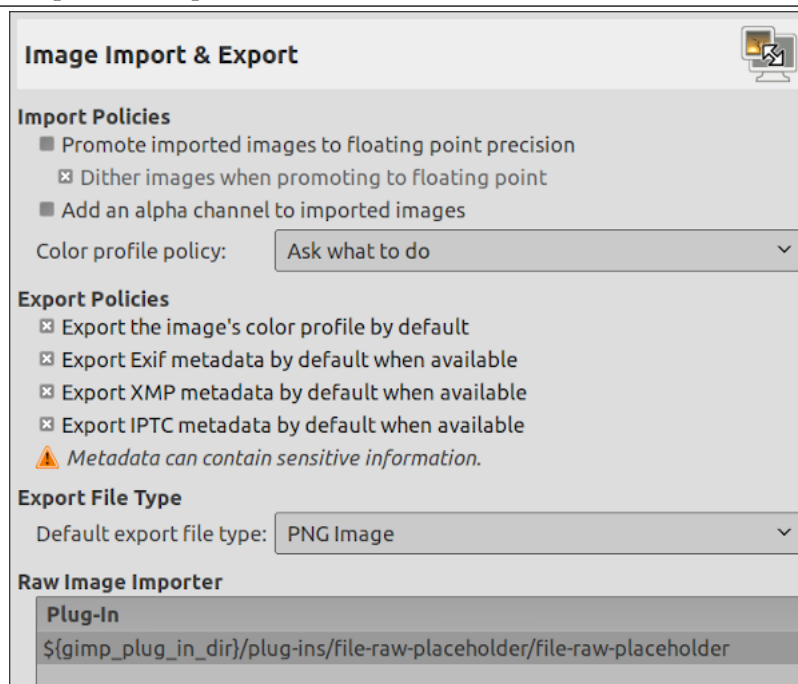 Image Import & Export
Import Policies
Promote imported images to floating point precision
Dither images when promoting to floating point
Add an alpha channel to imported images
Color profile policy: Ask what to do
Export Policies
Export the image's color profile by default
Export Exif metadata by default when available
Export XMP metadata by default when available
Export IPTC metadata by default when available
Metadata can contain sensitive information.
Export File Type
Default export file type: PNG Image
Raw Image Importer
Plug-In
${gimp_plug_in_dir}/plug-ins/file-raw-placeholder/file-raw-placeholder